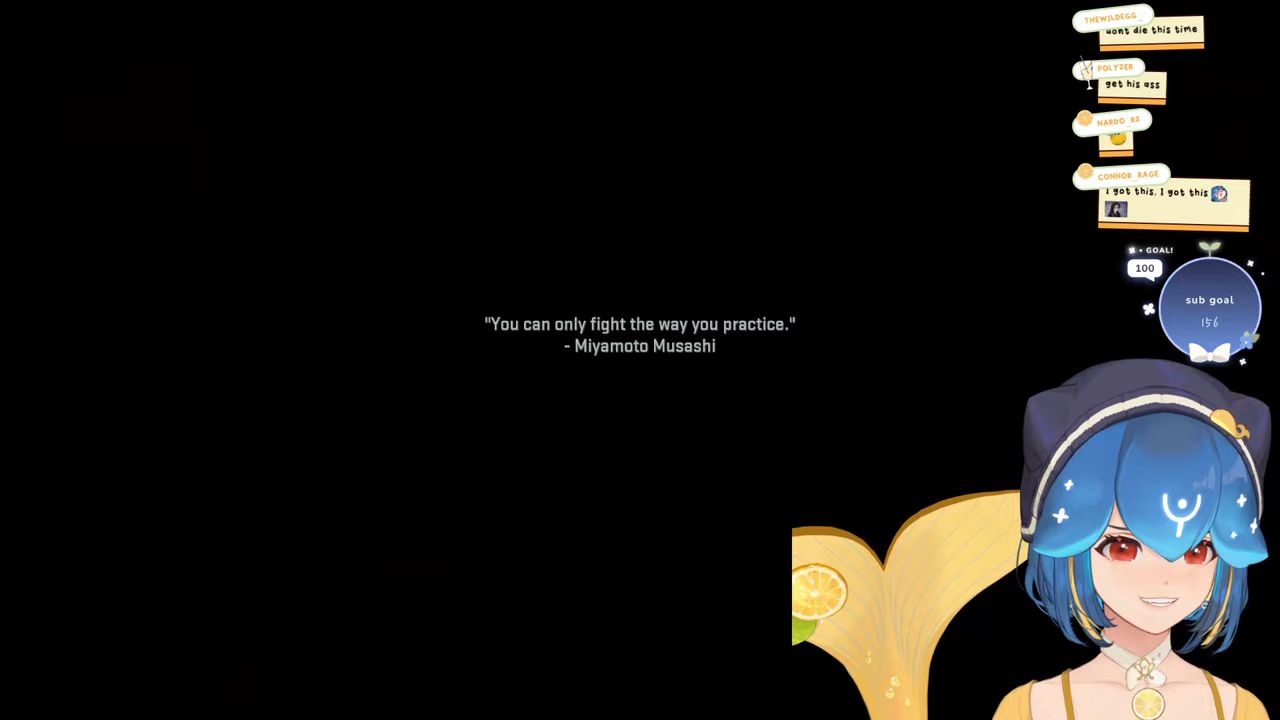 "You can only fight the way you practice."
- Miyamoto Musashi
THEWILDEGG_
dont die this time
POLYZER
get his ass
NARDO_RS
CONNOR_RAGE
I got this, I got this
• GOAL!
100
sub goal
156